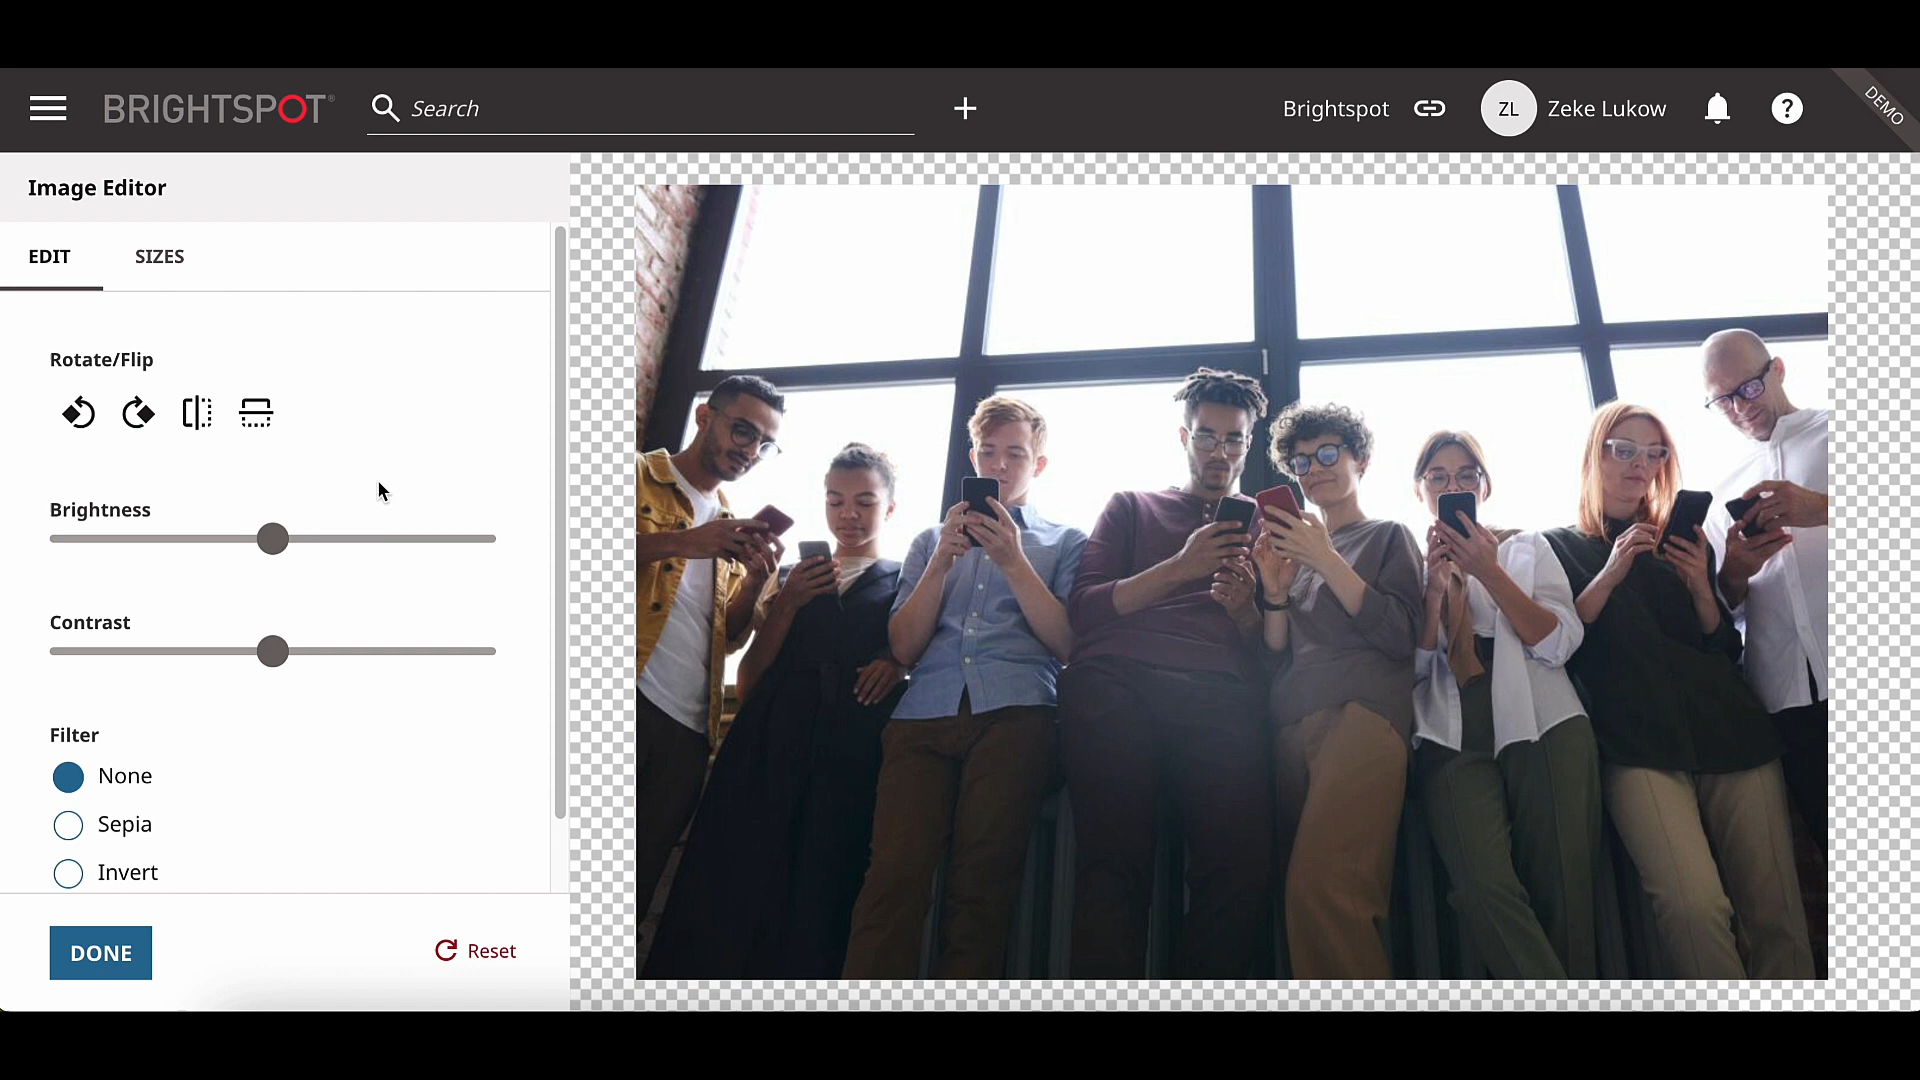 BRIGHTSPOT®
Search
Brightspot
ZL
Zeke Lukow
DEMO
Image Editor
EDIT
SIZES
Rotate/Flip
Brightness
Contrast
Filter
None
Sepia
Invert
DONE
Reset